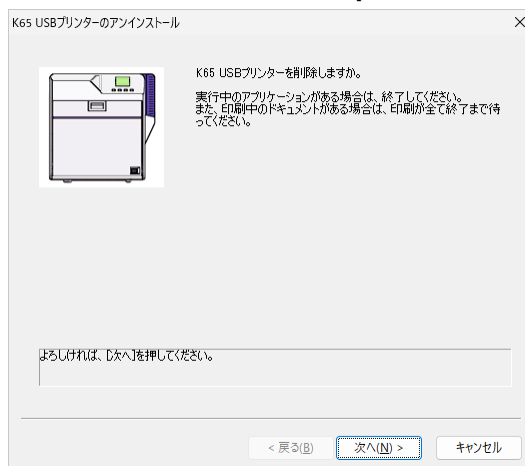 K65 USBプリンターのアンインストール
K65 USBプリンターを削除しますか。
実行中のアプリケーションがある場合は、終了してください。
また、印刷中のドキュメントがある場合は、印刷が全て終了まで待
ってください。
よろしければ、[次へ]を押してください。
< 戻る(B)
次へ(N) >
キャンセル